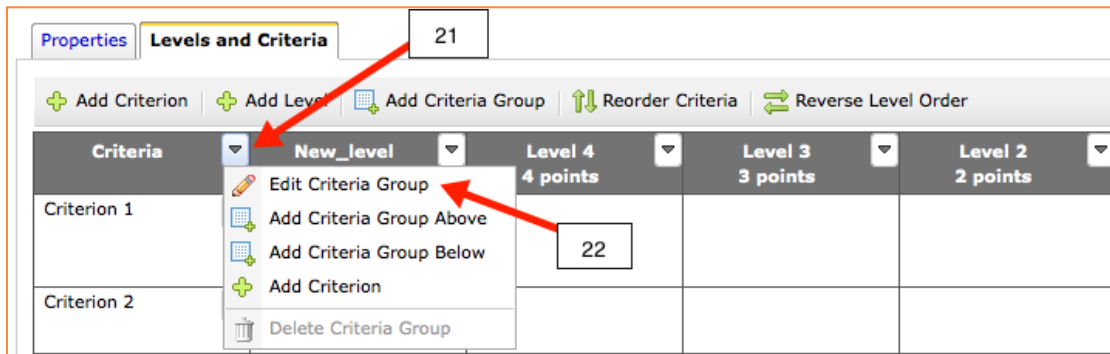 Properties Levels and Criteria 21
Add Criterion Add Level Add Criteria Group Reorder Criteria Reverse Level Order
Criteria New_level Level 4 Level 3 Level 2
4 points 3 points 2 points
Edit Criteria Group
Criterion 1
Add Criteria Group Above
Add Criteria Group Below 22
Add Criterion
Criterion 2
Delete Criteria Group